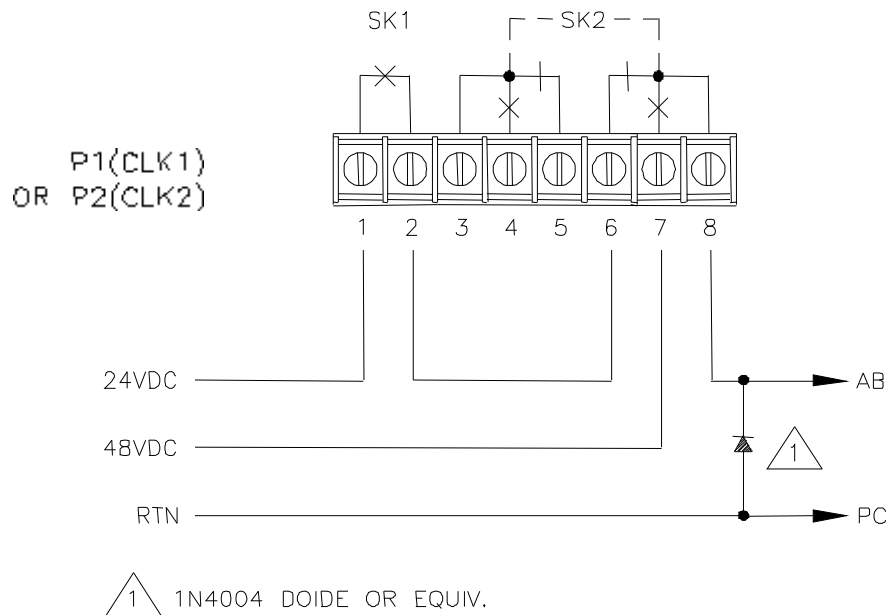 SK1
SK2
P1(CLK1)
OR P2(CLK2)
1 2 3 4 5 6 7 8
24VDC
AB
48VDC
1
RTN
PC
1 1N4004 DOIDE OR EQUIV.